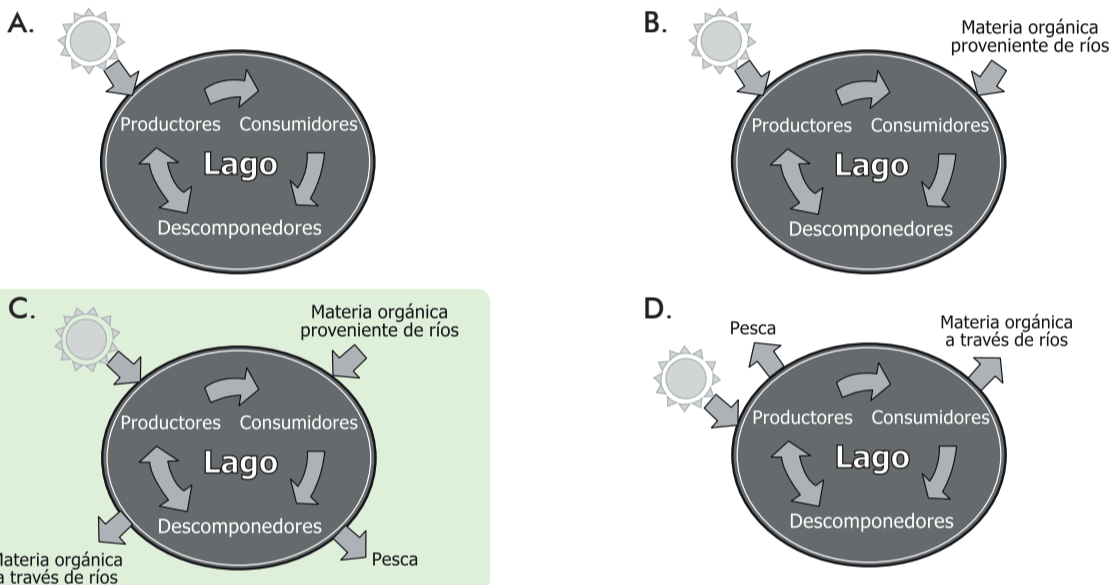 A.
Productores Consumidores
Lago
Descomponedores
B.
Materia orgánica
proveniente de ríos
Productores Consumidores
Lago
Descomponedores
C.
Materia orgánica
proveniente de ríos
Productores Consumidores
Lago
Descomponedores
Materia orgánica
a través de ríos
Pesca
D.
Pesca
Materia orgánica
a través de ríos
Productores Consumidores
Lago
Descomponedores